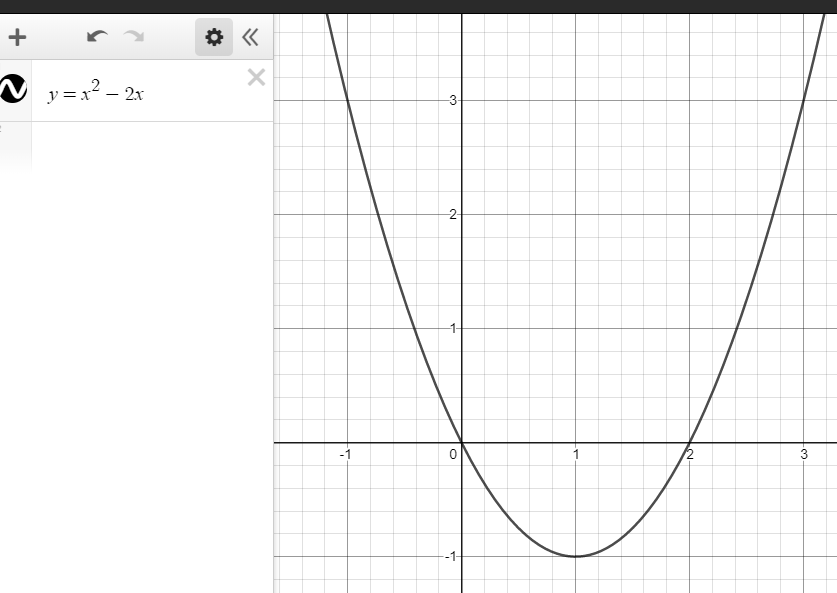 y = x² – 2x
3
2
1
-1 0 1 2 3
-1